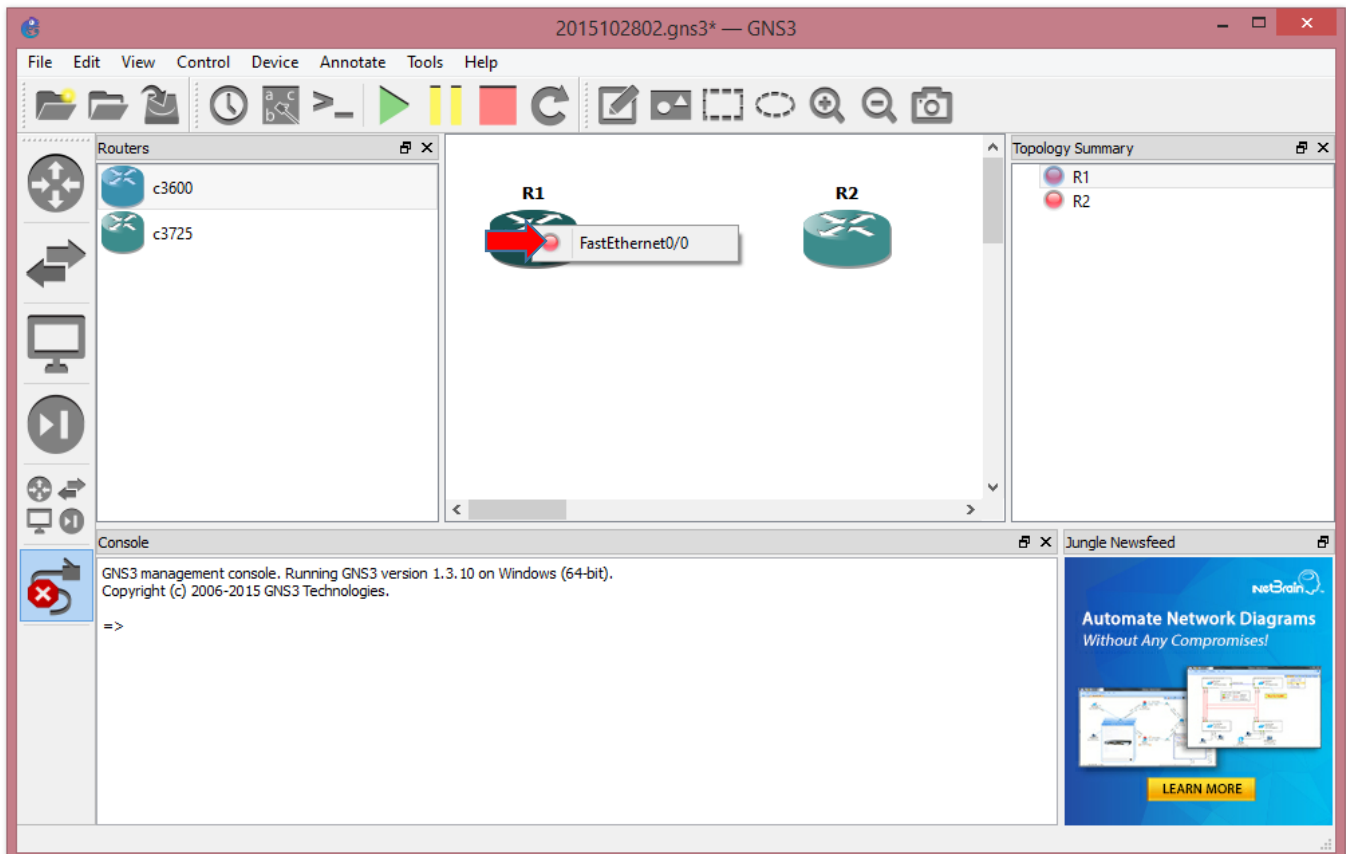 2015102802.gns3* — GNS3
File Edit View Control Device Annotate Tools Help
Routers
c3600
c3725
R1
R2
FastEthernet0/0
Topology Summary
R1
R2
Console
GNS3 management console. Running GNS3 version 1.3.10 on Windows (64-bit).
Copyright (c) 2006-2015 GNS3 Technologies.
=>
Jungle Newsfeed
NetBrain
Automate Network Diagrams
Without Any Compromises!
LEARN MORE